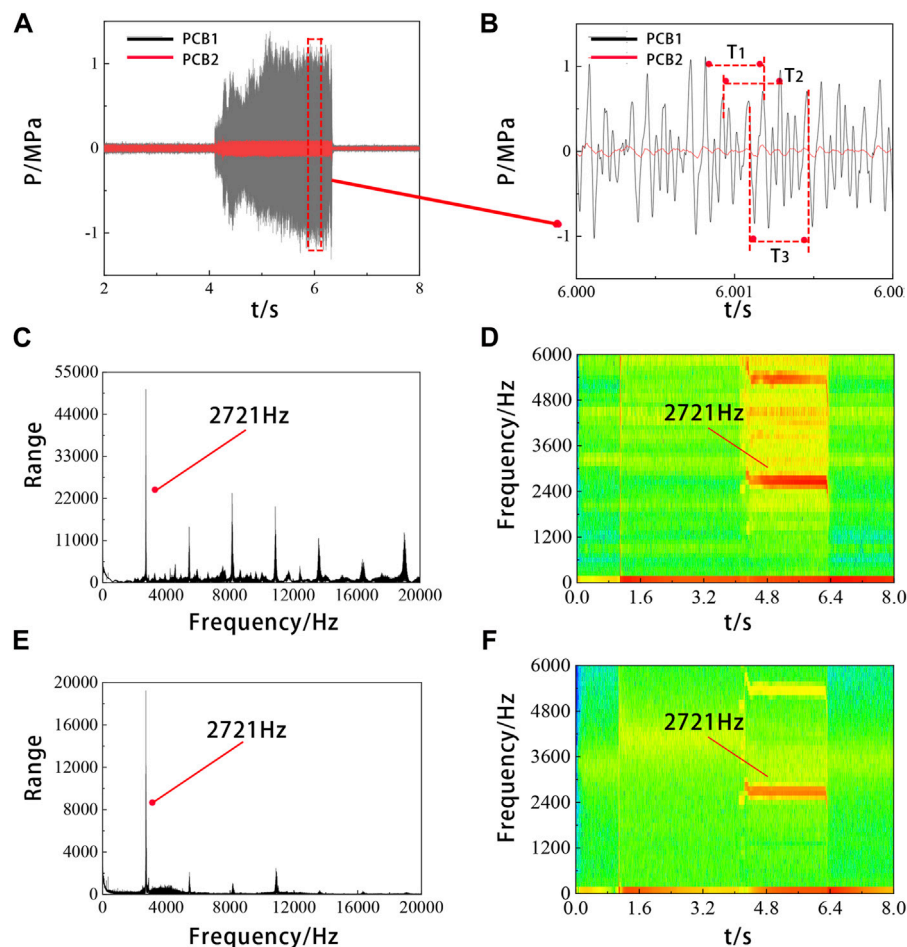 A
PCB1
PCB2
P/MPa
1
0
-1
2
4
6
8
t/s
B
PCB1
PCB2
T1
T2
T3
P/MPa
1
0
-1
6.000
6.001
6.001
t/s
C
2721Hz
Range
55000
44000
33000
22000
11000
0
0
4000
8000
12000
16000
20000
Frequency/Hz
D
2721Hz
Frequency/Hz
6000
4800
3600
2400
1200
0
0.0
1.6
3.2
4.8
6.4
8.0
t/s
E
2721Hz
Range
20000
16000
12000
8000
4000
0
0
4000
8000
12000
16000
20000
Frequency/Hz
F
2721Hz
Frequency/Hz
6000
4800
3600
2400
1200
0
0.0
1.6
3.2
4.8
6.4
8.0
t/s